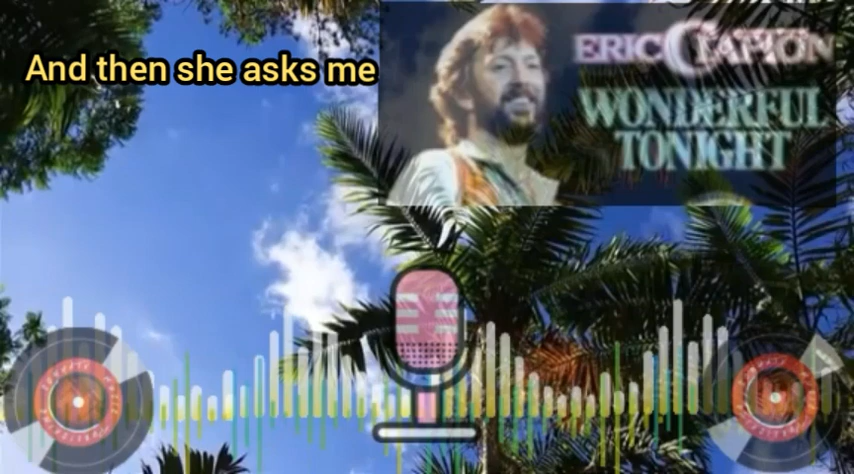 And then she asks me
ERIC CLAPTON
WONDERFUL
TONIGHT